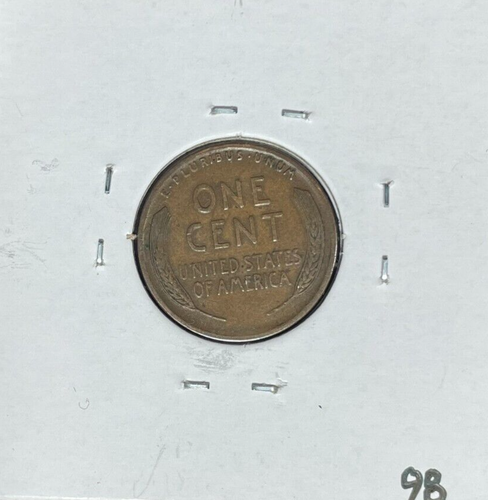 E·PLURIBUS·UNUM
ONE
CENT
UNITED·STATES
OF AMERICA
98